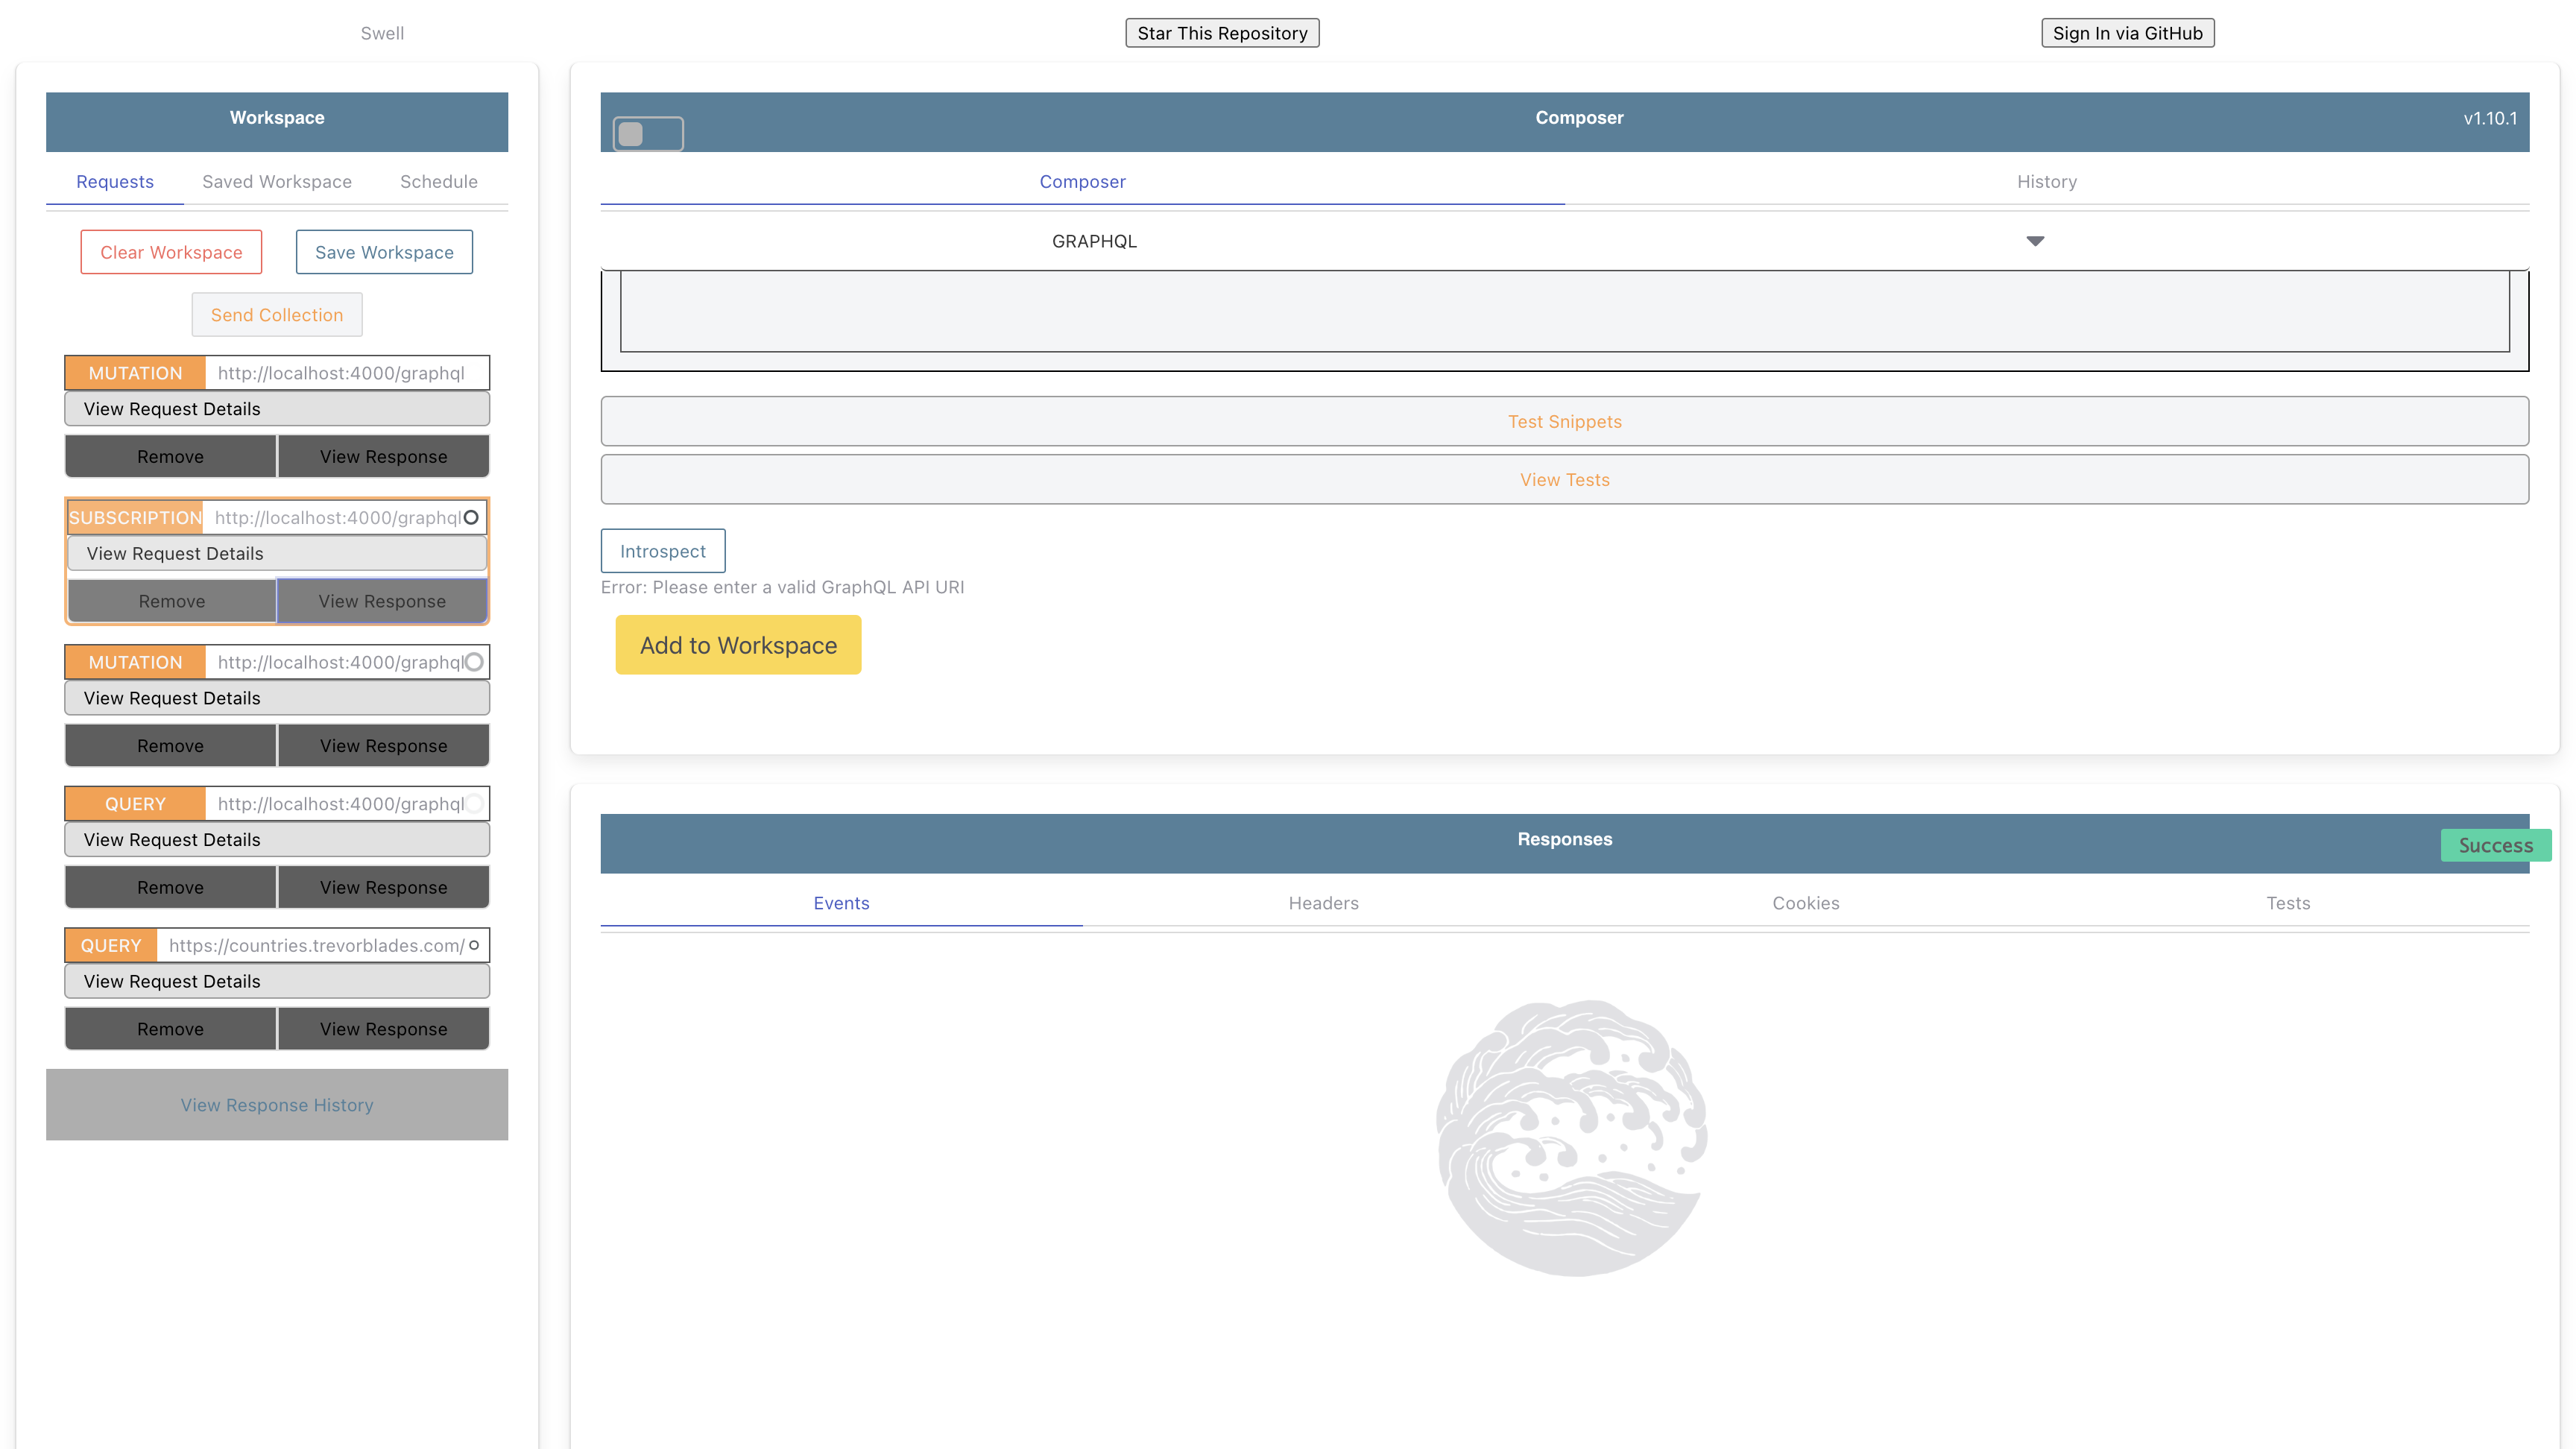 Swell
Star This Repository
Sign In via GitHub
Workspace
Requests
Saved Workspace
Schedule
Clear Workspace
Save Workspace
Send Collection
MUTATION
http://localhost:4000/graphql
View Request Details
Remove
View Response
SUBSCRIPTION
http://localhost:4000/graphql
View Request Details
Remove
View Response
MUTATION
http://localhost:4000/graphql
View Request Details
Remove
View Response
QUERY
http://localhost:4000/graphql
View Request Details
Remove
View Response
QUERY
https://countries.trevorblades.com/
View Request Details
Remove
View Response
View Response History
Composer
v1.10.1
Composer
History
GRAPHQL
Test Snippets
View Tests
Introspect
Error: Please enter a valid GraphQL API URI
Add to Workspace
Responses
Success
Events
Headers
Cookies
Tests